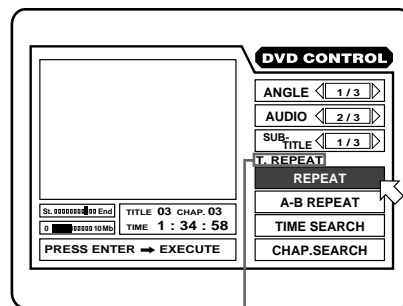 DVD CONTROL
ANGLE 1 / 3
AUDIO 2 / 3
SUB-TITLE 1 / 3
T. REPEAT
REPEAT
A-B REPEAT
TIME SEARCH
CHAP.SEARCH
St. End
0 10Mb
TITLE 03 CHAP. 03
TIME 1 : 34 : 58
PRESS ENTER ➡ EXECUTE